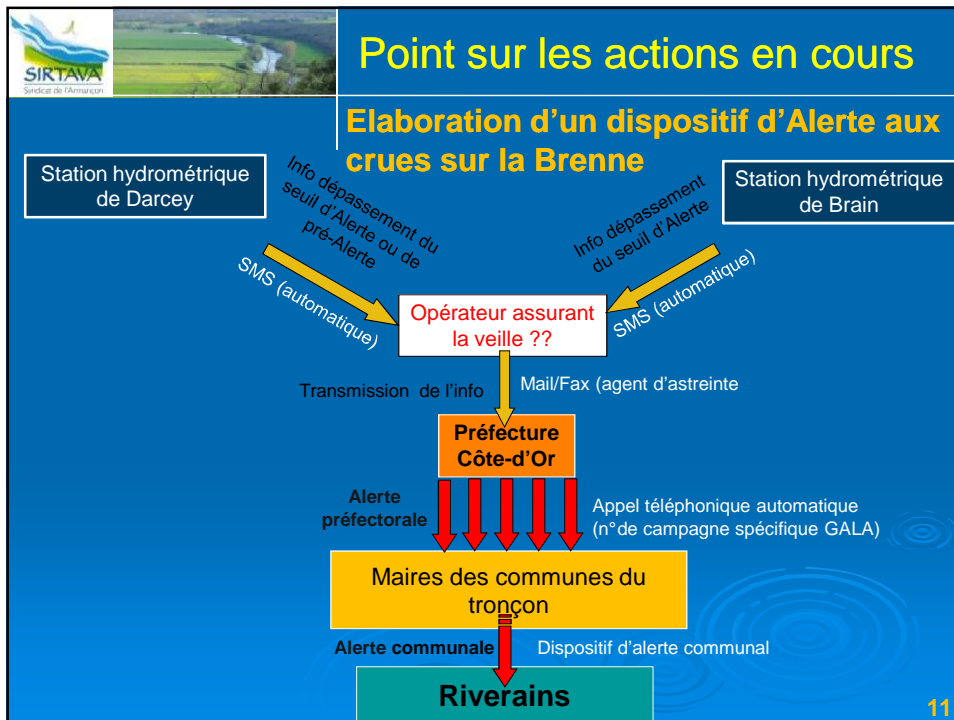 SIRTAVA
Syndicat de l'Armançon
Point sur les actions en cours
Elaboration d'un dispositif d'Alerte aux
crues sur la Brenne
Station hydrométrique
de Darcey
Info dépassement du
seuil d'Alerte ou de
pré-Alerte
SMS (automatique)
Station hydrométrique
de Brain
Info dépassement
du seuil d'Alerte
SMS (automatique)
Opérateur assurant
la veille ??
Transmission de l'info
Mail/Fax (agent d'astreinte
Préfecture
Côte-d'Or
Alerte
préfectorale
Appel téléphonique automatique
(n°de campagne spécifique GALA)
Maires des communes du
tronçon
Alerte communale
Dispositif d'alerte communal
Riverains
11